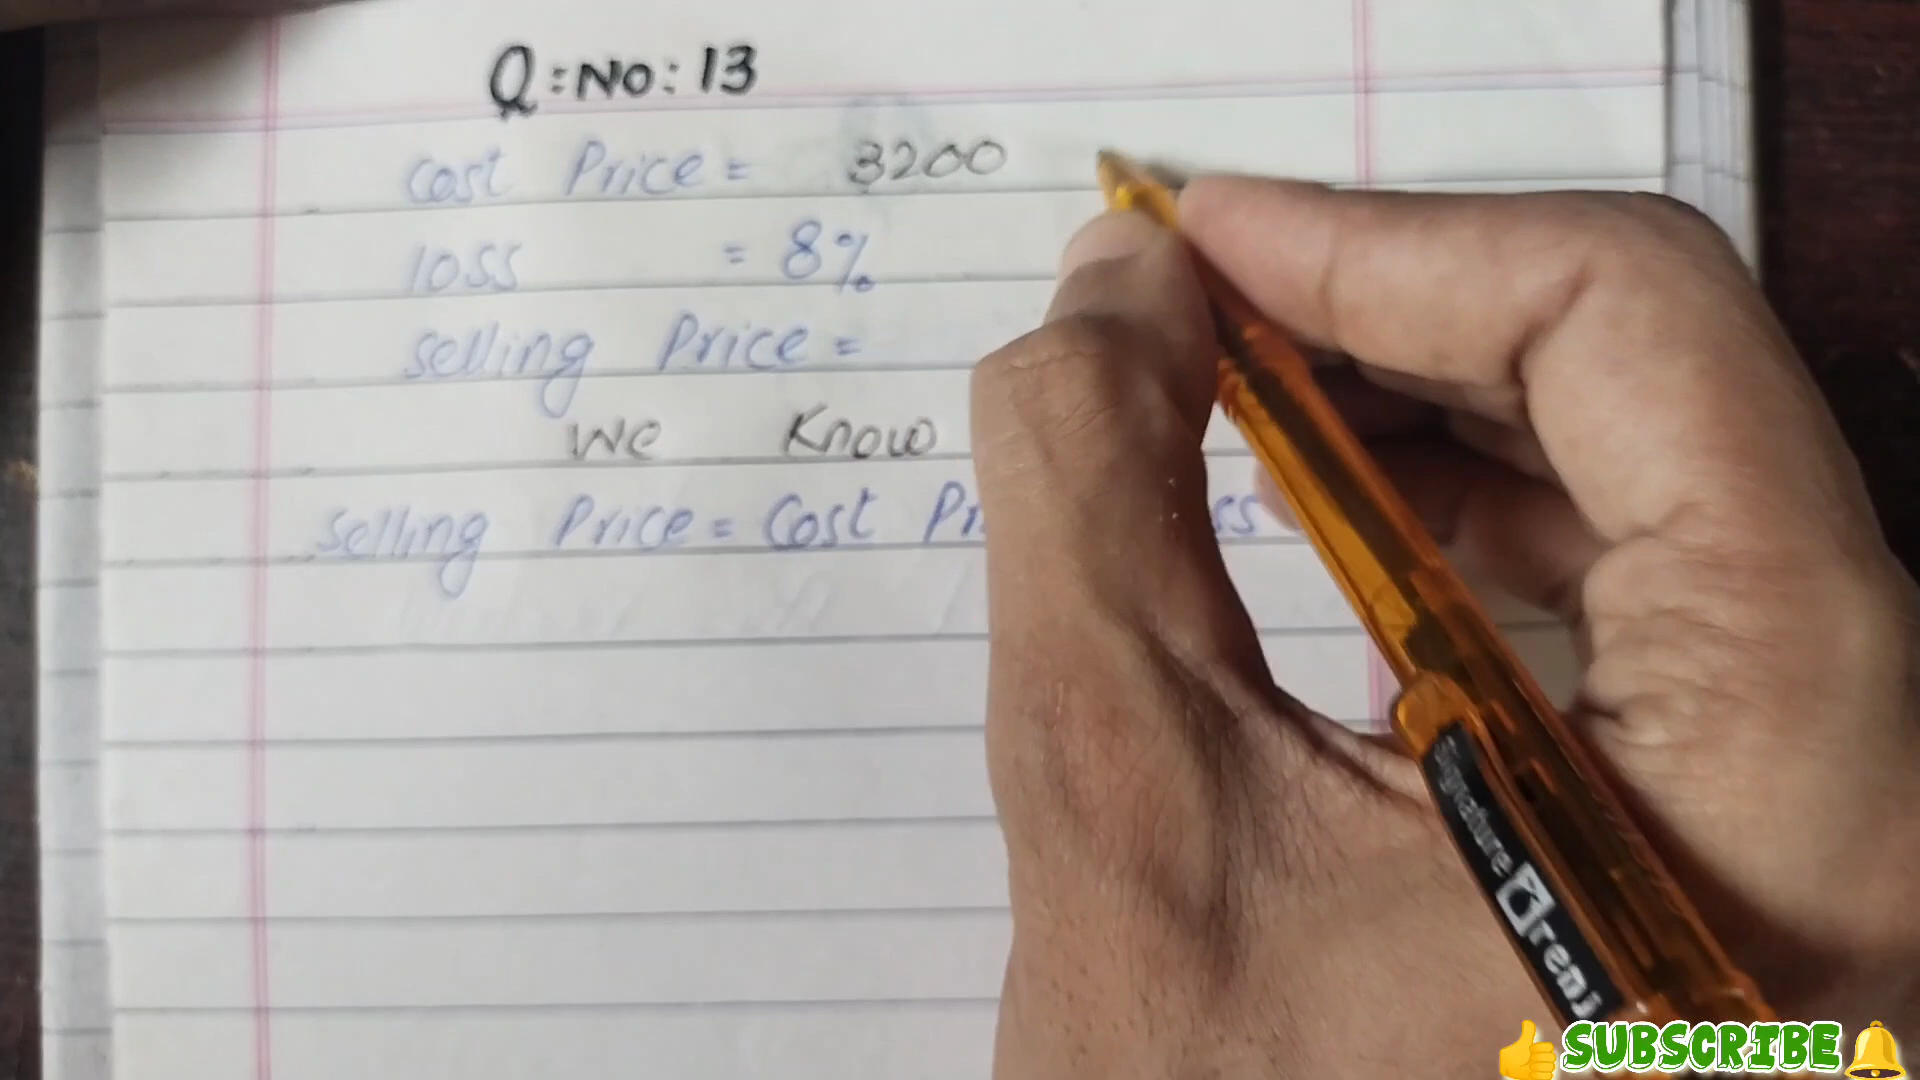 Q:No:13
Cost Price = 3200
loss = 8%
Selling Price =
We Know
Selling Price = Cost
Signature
SUBSCRIBE